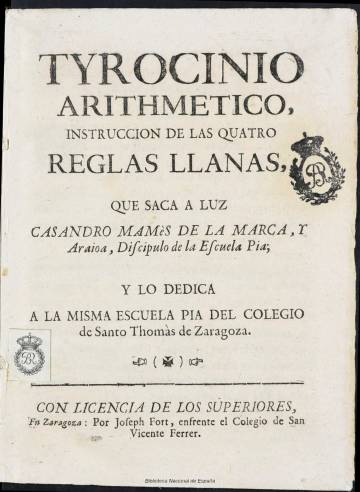 TYROCINIO
ARITHMETICO,
INSTRUCCION DE LAS QUATRO
REGLAS LLANAS,
QUE SACA A LUZ
CASANDRO MAMèS DE LA MARCA, Y
Araioa, Discipulo de la Escuela Pia;
Y LO DEDICA
A LA MISMA ESCUELA PIA DEL COLEGIO
de Santo Thomàs de Zaragoza.
CON LICENCIA DE LOS SUPERIORES,
En Zaragoza: Por Joseph Fort, enfrente el Colegio de San
Vicente Ferrer.
Biblioteca Nacional de España